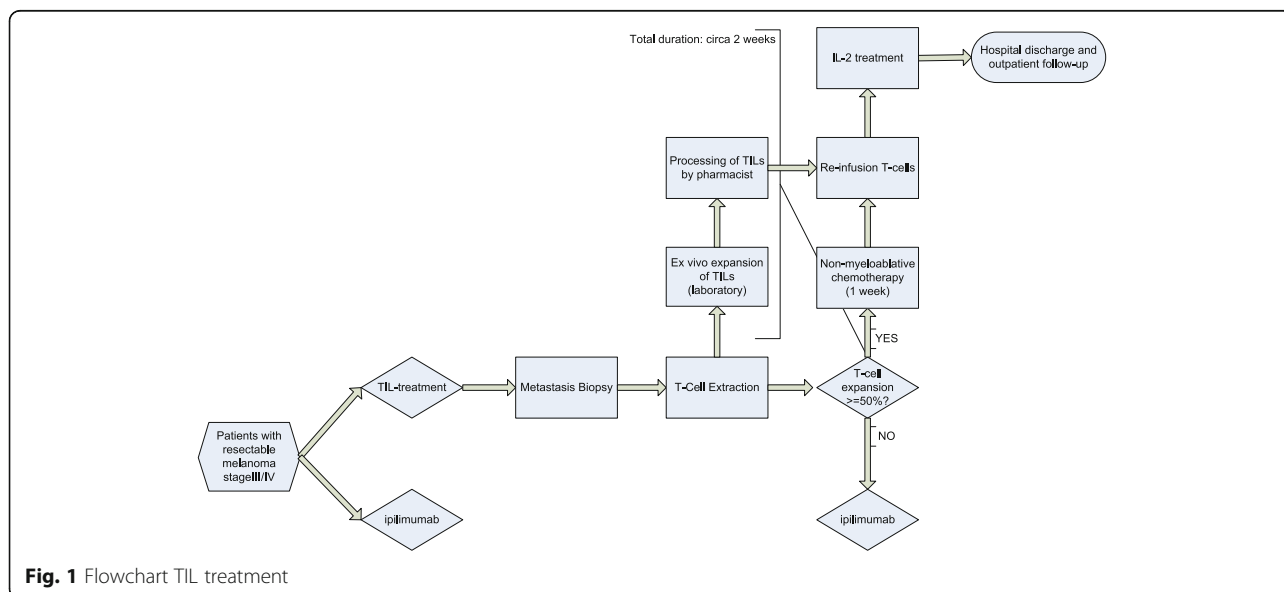 Total duration: circa 2 weeks
IL-2 treatment
Hospital discharge and
outpatient follow-up
Processing of TILs
by pharmacist
Re-infusion T-cells
Ex vivo expansion
of TILs
(laboratory)
Non-myeloablative
chemotherapy
(1 week)
YES
TIL-treatment
Metastasis Biopsy
T-Cell Extraction
T-cell
expansion
>=50%?
NO
Patients with
resectable
melanoma
stageIII/IV
ipilimumab
ipilimumab
Fig. 1 Flowchart TIL treatment